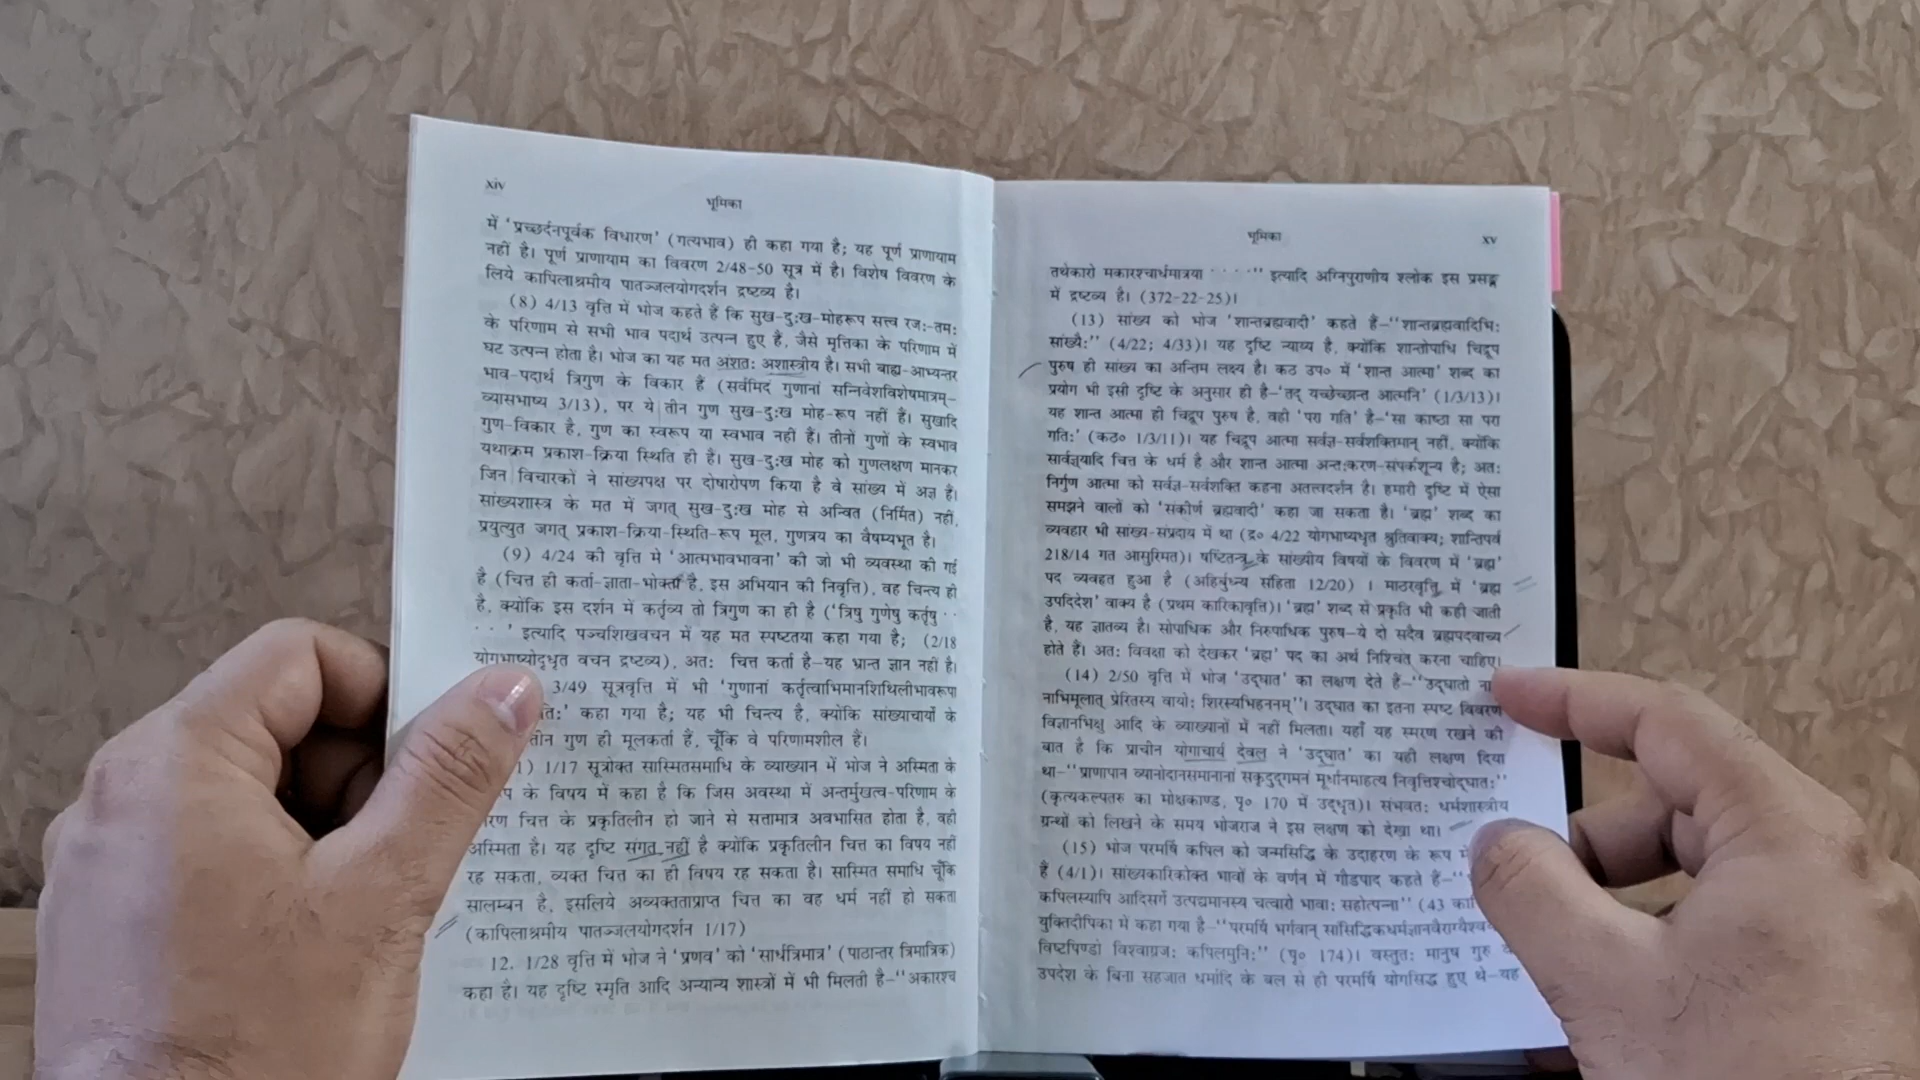 xiv
भूमिका
में ‘प्रच्छर्दनपूर्वक विधारण’ (गत्यभाव) ही कहा गया है; यह पूर्ण प्राणायाम
नहीं है। पूर्ण प्राणायाम का विवरण 2/48-50 सूत्र में है। विशेष विवरण के
लिये कापिलाश्रमीय पातञ्जलयोगदर्शन द्रष्टव्य है।
(8) 4/13 वृत्ति में भोज कहते हैं कि सुख-दुःख-मोहरूप सत्त्व रजः-तमः
के परिणाम से सभी भाव पदार्थ उत्पन्न हुए हैं, जैसे मृत्तिका के परिणाम में
घट उत्पन्न होता है। भोज का यह मत अंशतः अशास्त्रीय है। सभी बाह्य-आभ्यन्तर
भाव-पदार्थ त्रिगुण के विकार हैं (सर्वमिदं गुणानां सन्निवेशविशेषमात्रम्-
व्यासभाष्य 3/13), पर ये तीन गुण सुख-दुःख मोह-रूप नहीं हैं। सुखादि
गुण-विकार है, गुण का स्वरूप या स्वभाव नहीं हैं। तीनों गुणों के स्वभाव
यथाक्रम प्रकाश-क्रिया स्थिति ही है। सुख-दुःख मोह को गुणलक्षण मानकर
जिन विचारकों ने सांख्यपक्ष पर दोषारोपण किया है वे सांख्य में अज्ञ हैं।
सांख्यशास्त्र के मत में जगत् सुख-दुःख मोह से अन्वित (निर्मित) नहीं,
प्रयुत्युत जगत् प्रकाश-क्रिया-स्थिति-रूप मूल, गुणत्रय का वैषम्यभूत है।
(9) 4/24 की वृत्ति मे ‘आत्मभावभावना’ की जो भी व्यवस्था की गई
है (चित्त ही कर्ता-ज्ञाता-भोक्ता है, इस अभियान की निवृत्ति), वह चिन्त्य ही
है, क्योंकि इस दर्शन में कर्तृव्य तो त्रिगुण का ही है (‘त्रिषु गुणेषु कर्तृषु ··
···’ इत्यादि पञ्चशिखवचन में यह मत स्पष्टतया कहा गया है; (2/18
योगभाष्योद्धृत वचन द्रष्टव्य), अतः चित्त कर्ता है–यह भ्रान्त ज्ञान नहीं है।
3/49 सूत्रवृत्ति में भी ‘गुणानां कर्तृत्वाभिमानशिथिलीभावरूपा
तिः’ कहा गया है; यह भी चिन्त्य है, क्योंकि सांख्याचार्यों के
तीन गुण ही मूलकर्ता हैं, चूँकि वे परिणामशील हैं।
1) 1/17 सूत्रोक्त सास्मितसमाधि के व्याख्यान में भोज ने अस्मिता के
प के विषय में कहा है कि जिस अवस्था में अन्तर्मुखत्व-परिणाम के
रण चित्त के प्रकृतिलीन हो जाने से सत्तामात्र अवभासित होता है, वही
अस्मिता है। यह दृष्टि संगत नहीं है क्योंकि प्रकृतिलीन चित्त का विषय नहीं
रह सकता, व्यक्त चित्त का ही विषय रह सकता है। सास्मित समाधि चूँकि
सालम्बन है, इसलिये अव्यक्तताप्राप्त चित्त का वह धर्म नहीं हो सकता
(कापिलाश्रमीय पातञ्जलयोगदर्शन 1/17)
12. 1/28 वृत्ति में भोज ने ‘प्रणव’ को ‘सार्धत्रिमात्र’ (पाठान्तर त्रिमात्रिक)
कहा है। यह दृष्टि स्मृति आदि अन्यान्य शास्त्रों में भी मिलती है–“अकारश्च
भूमिका
xv
तथेकारो मकारश्चार्धमात्रया ····” इत्यादि अग्निपुराणीय श्लोक इस प्रसङ्ग
में द्रष्टव्य है। (372-22-25)।
(13) सांख्य को भोज ‘शान्तब्रह्मवादी’ कहते हैं–“शान्तब्रह्मवादिभिः
सांख्यैः” (4/22; 4/33)। यह दृष्टि न्याय्य है, क्योंकि शान्तोपाधि चिद्रूप
पुरुष ही सांख्य का अन्तिम लक्ष्य है। कठ उप० में ‘शान्त आत्मा’ शब्द का
प्रयोग भी इसी दृष्टि के अनुसार ही है–‘तद् यच्छेच्छान्त आत्मनि’ (1/3/13)।
यह शान्त आत्मा ही चिद्रूप पुरुष है, वही ‘परा गति’ है–‘सा काष्ठा सा परा
गतिः’ (कठ० 1/3/11)। यह चिद्रूप आत्मा सर्वज्ञ-सर्वशक्तिमान् नहीं, क्योंकि
सार्वज्ञ्यादि चित्त के धर्म है और शान्त आत्मा अन्तःकरण-संपर्कशून्य है; अतः
निर्गुण आत्मा को सर्वज्ञ-सर्वशक्ति कहना अतत्त्वदर्शन है। हमारी दृष्टि में ऐसा
समझने वालों को ‘संकीर्ण ब्रह्मवादी’ कहा जा सकता है। ‘ब्रह्म’ शब्द का
व्यवहार भी सांख्य-संप्रदाय में था (द्र० 4/22 योगभाष्यधृत श्रुतिवाक्य; शान्तिपर्व
218/14 गत आसुरिमत)। षष्टितन्त्र के सांख्यीय विषयों के विवरण में ‘ब्रह्म’
पद व्यवहृत हुआ है (अहिर्बुध्न्य संहिता 12/20) । माठरवृत्ति में ‘ब्रह्म
उपदिदेश’ वाक्य है (प्रथम कारिकावृत्ति)। ‘ब्रह्म’ शब्द से प्रकृति भी कही जाती
है, यह ज्ञातव्य है। सोपाधिक और निरुपाधिक पुरुष–ये दो सदैव ब्रह्मपदवाच्य
होते हैं। अतः विवक्षा को देखकर ‘ब्रह्म’ पद का अर्थ निश्चित करना चाहिए।
(14) 2/50 वृत्ति में भोज ‘उद्घात’ का लक्षण देते हैं–“उद्घातो ना
नाभिमूलात् प्रेरितस्य वायोः शिरस्यभिहननम्”। उद्घात का इतना स्पष्ट विवरण
विज्ञानभिक्षु आदि के व्याख्यानों में नहीं मिलता। यहाँ यह स्मरण रखने की
बात है कि प्राचीन योगाचार्य देवल ने ‘उद्घात’ का यही लक्षण दिया
था–“प्राणापान व्यानोदानसमानानां सकृदुद्गमनं मूर्धानमाहत्य निवृत्तिश्चोद्घातः”
(कृत्यकल्पतरु का मोक्षकाण्ड, पृ० 170 में उद्धृत)। संभवतः धर्मशास्त्रीय
ग्रन्थों को लिखने के समय भोजराज ने इस लक्षण को देखा था।
(15) भोज परमर्षि कपिल को जन्मसिद्धि के उदाहरण के रूप में
हैं (4/1)। सांख्यकारिकोक्त भावों के वर्णन में गौडपाद कहते हैं–“
कपिलस्यापि आदिसर्गे उत्पद्यमानस्य चत्वारो भावाः सहोत्पन्ना” (43 का
युक्तिदीपिका में कहा गया है–“परमर्षि भर्गवान् सांसिद्धिकधर्मज्ञानवैराग्यैश्व
विष्टपिण्डो विश्वाग्रजः कपिलमुनिः” (पृ० 174)। वस्तुतः मानुष गुरु
उपदेश के बिना सहजात धर्मादि के बल से ही परमर्षि योगसिद्ध हुए थे–यह